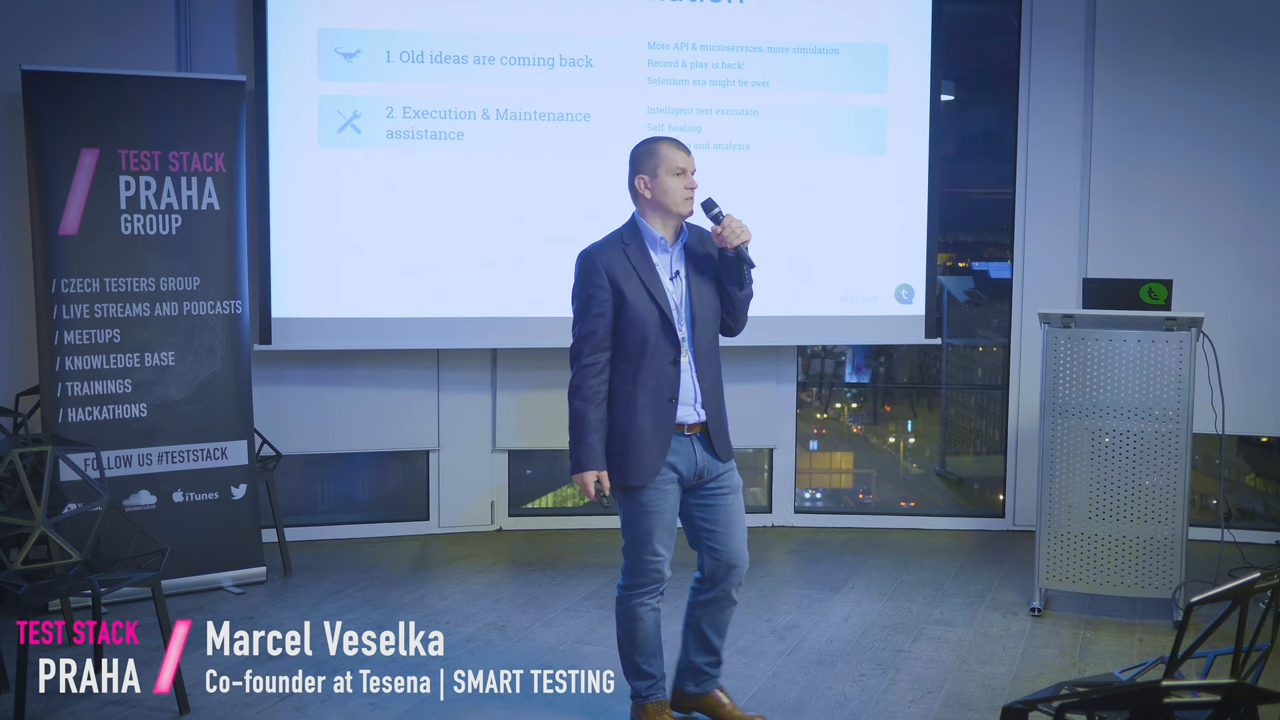 1. Old ideas are coming back
More API & microservices, more simulation
Record & play is back!
Selenium era might be over
2. Execution & Maintenance
assistance
Intelligent test execution
Self-healing
and analysis
TEST STACK
PRAHA
GROUP
/ CZECH TESTERS GROUP
/ LIVE STREAMS AND PODCASTS
/ MEETUPS
/ KNOWLEDGE BASE
/ TRAININGS
/ HACKATHONS
FOLLOW US #TESTSTACK
SOUNDCLOUD
iTunes
t
t
TEST STACK
PRAHA
Marcel Veselka
Co-founder at Tesena | SMART TESTING